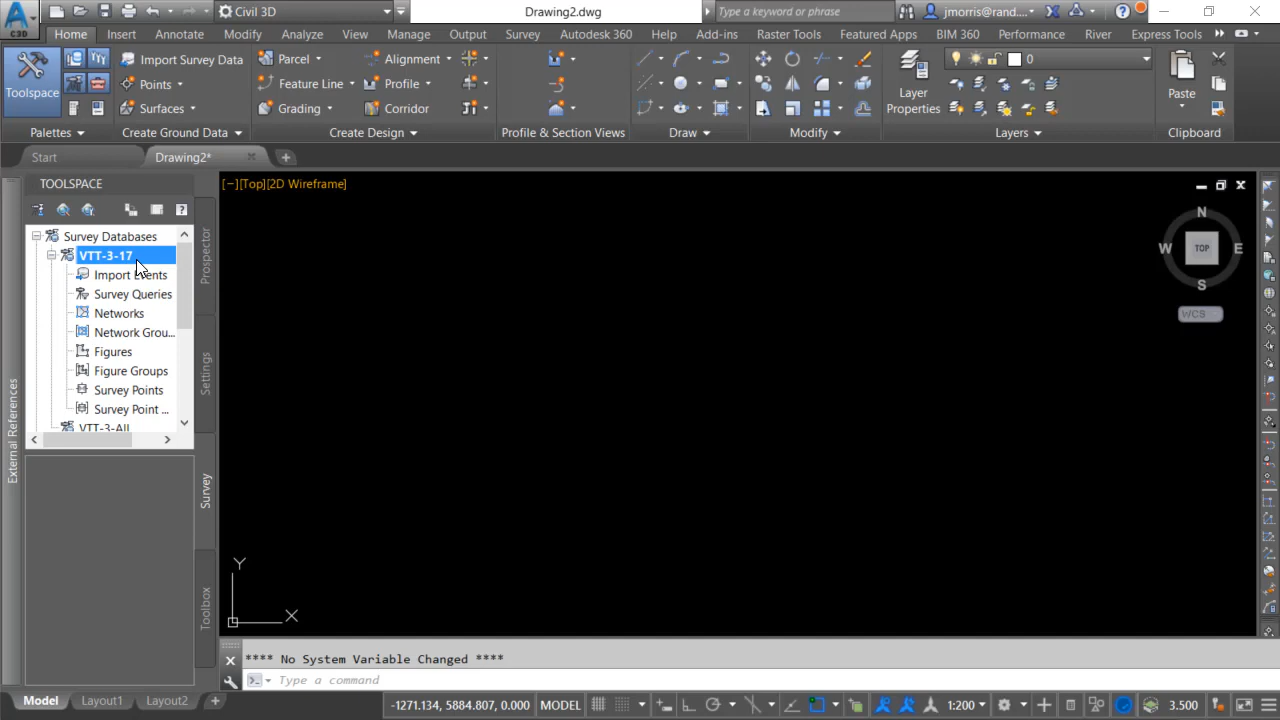 C3D
Civil 3D
Drawing2.dwg
Type a keyword or phrase
jmorris@rand....
Home Insert Annotate Modify Analyze View Manage Output Survey Autodesk 360 Help Add-ins Raster Tools Featured Apps BIM 360 Performance River Express Tools
Toolspace
Import Survey Data
Points
Surfaces
Parcel
Feature Line
Grading
Alignment
Profile
Corridor
Layer
Properties
0
Paste
Palettes Create Ground Data Create Design Profile & Section Views Draw Modify Layers Clipboard
Start Drawing2*
TOOLSPACE
[−][Top][2D Wireframe]
Survey Databases
VTT-3-17
Import Events
Survey Queries
Networks
Network Grou...
Figures
Figure Groups
Survey Points
Survey Point ...
VTT-3-All
Prospector
Settings
Survey
Toolbox
External References
N
W TOP E
S
WCS
Y
X
**** No System Variable Changed ****
Type a command
Model Layout1 Layout2
-1271.134, 5884.807, 0.000 MODEL 1:200 3.500